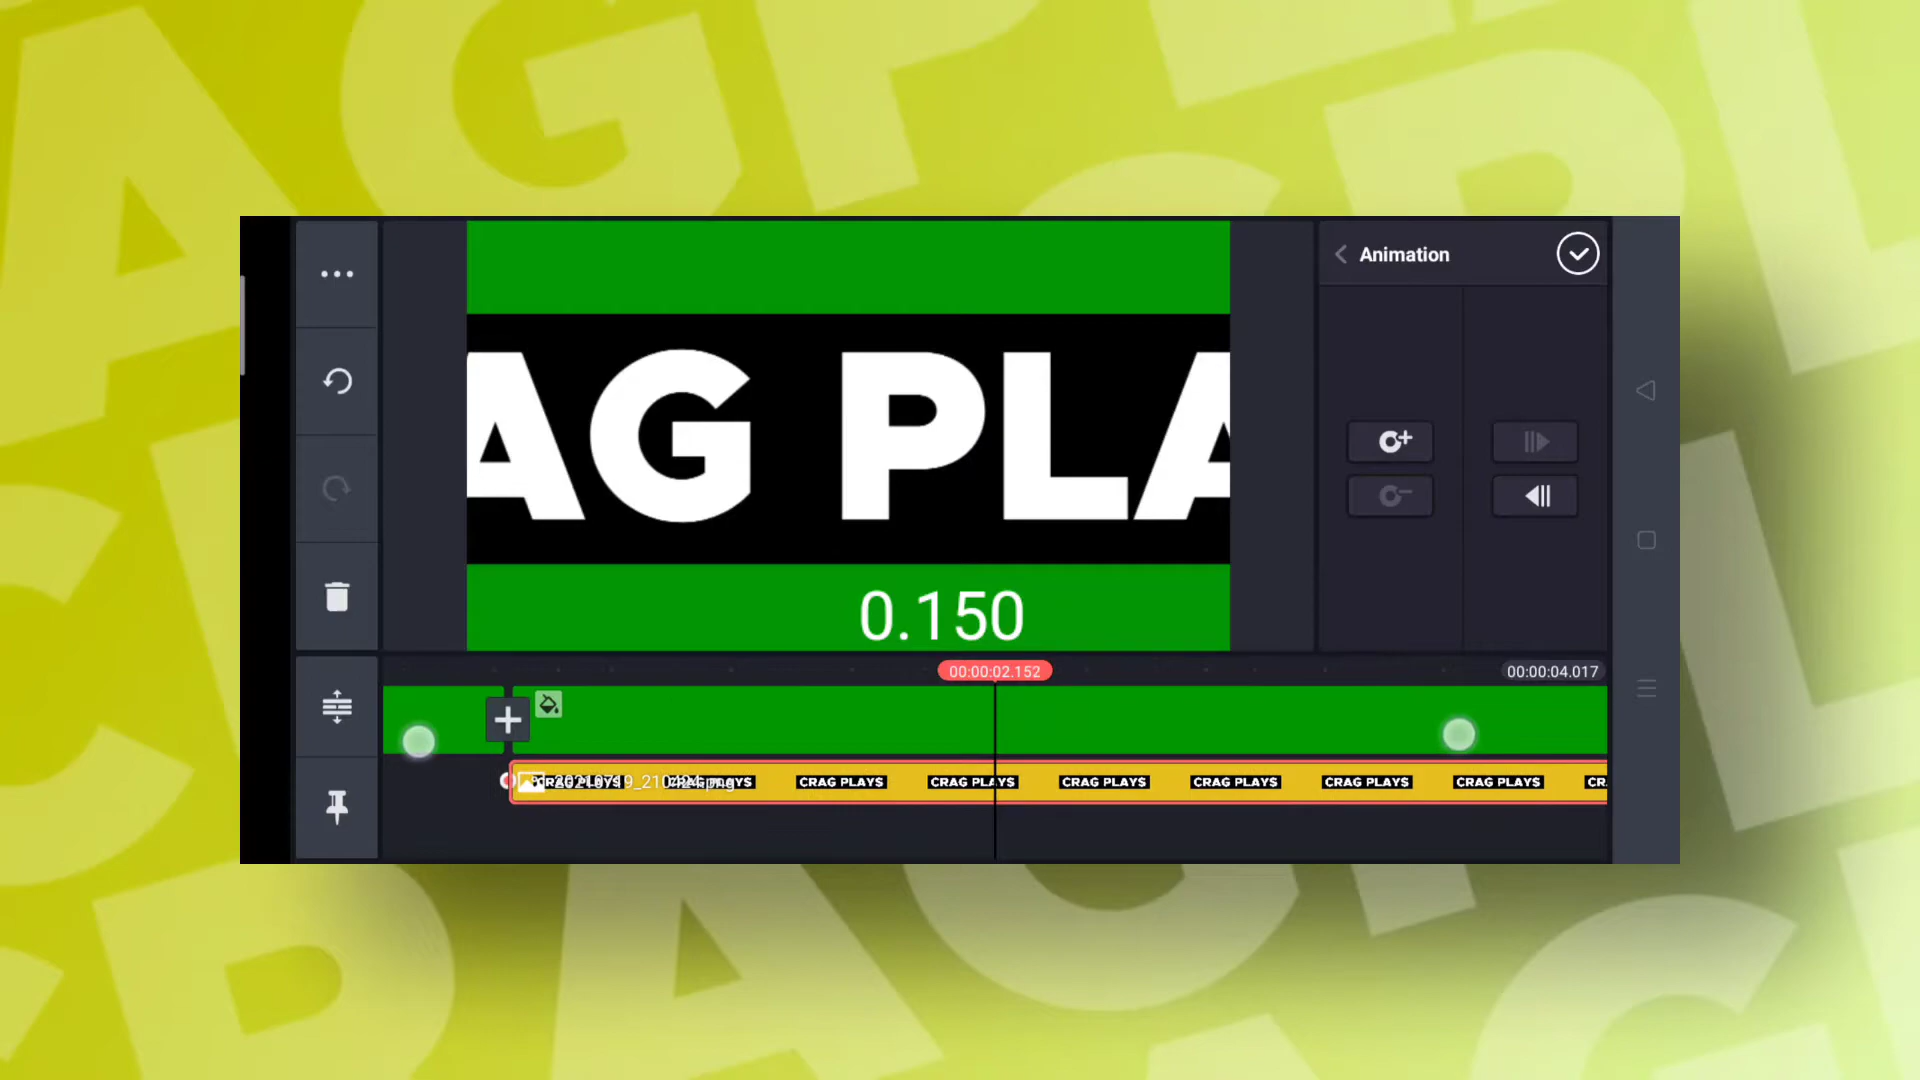 Animation
AG PLA
0.150
00:00:02.152
00:00:04.017
CRAG PLAYS CRAG PLAYS CRAG PLAYS CRAG PLAYS CRAG PLAYS CRAG PLAYS CR